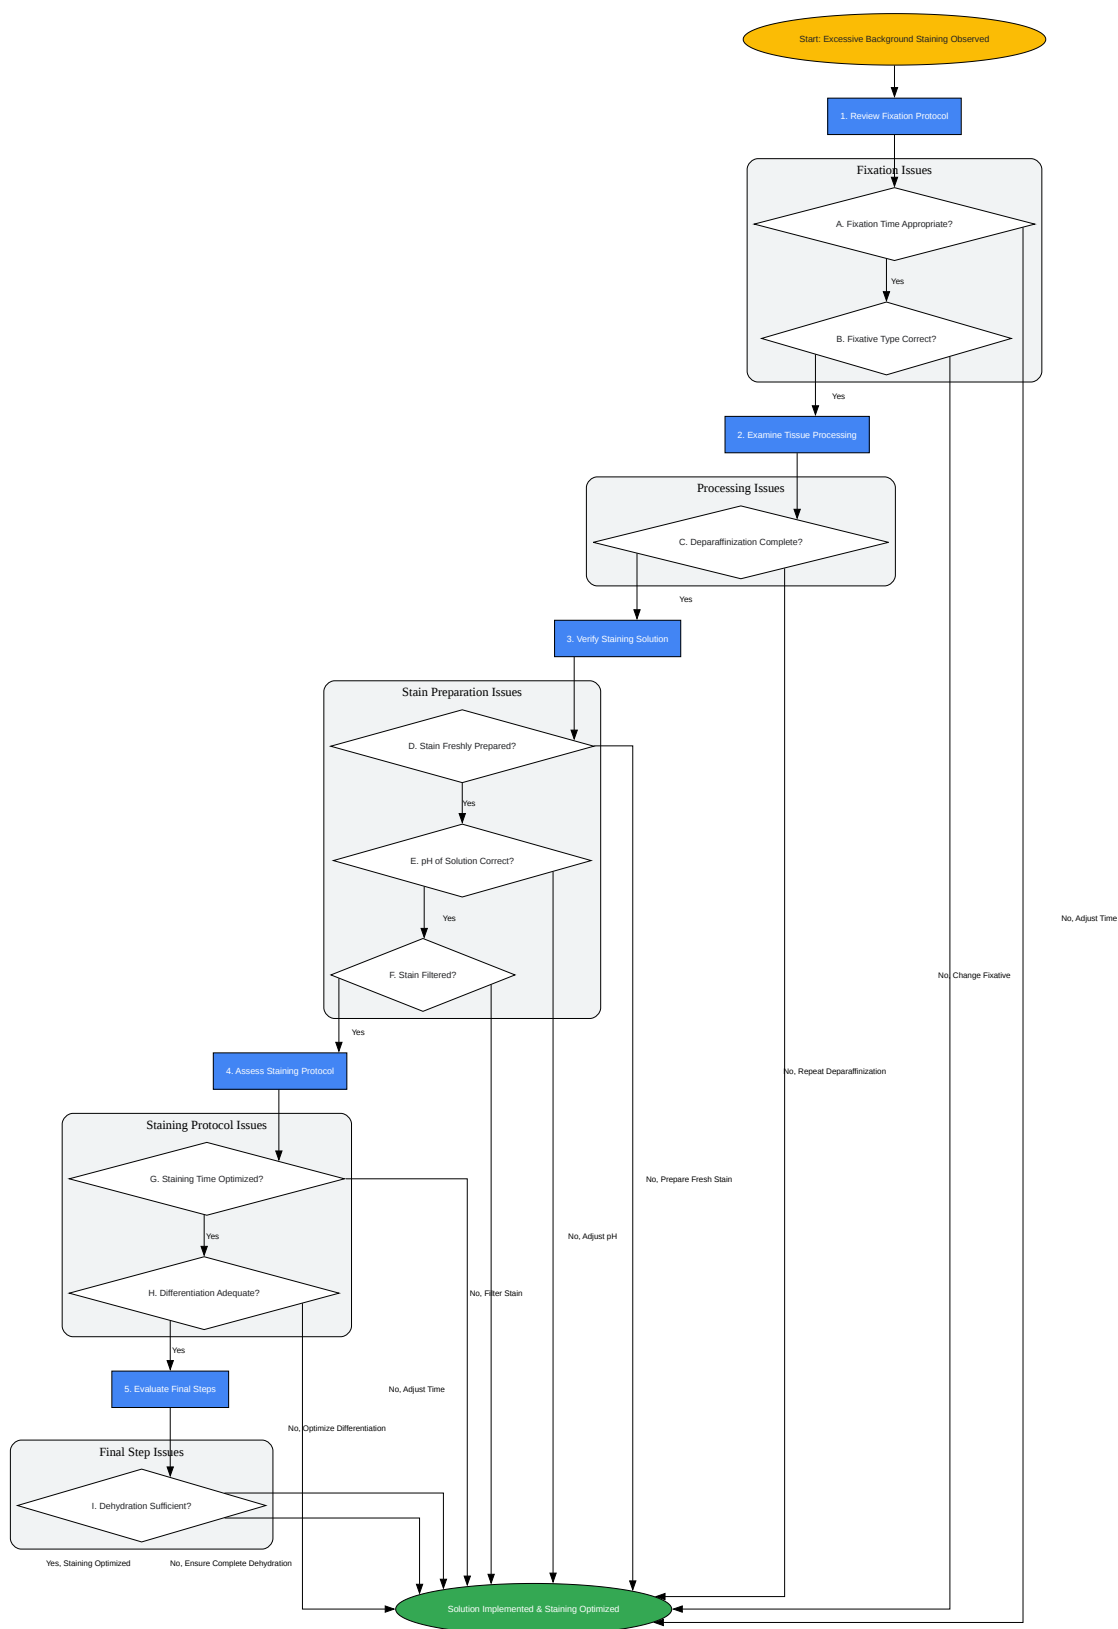 Start: Excessive Background Staining Observed
1. Review Fixation Protocol
Fixation Issues
A. Fixation Time Appropriate?
Yes
B. Fixative Type Correct?
Yes
2. Examine Tissue Processing
Processing Issues
C. Deparaffinization Complete?
Yes
3. Verify Staining Solution
Stain Preparation Issues
D. Stain Freshly Prepared?
Yes
E. pH of Solution Correct?
Yes
No, Adjust Time
F. Stain Filtered?
No, Change Fixative
Yes
4. Assess Staining Protocol
No, Repeat Deparaffinization
Staining Protocol Issues
G. Staining Time Optimized?
No, Prepare Fresh Stain
Yes
No, Adjust pH
H. Differentiation Adequate?
No, Filter Stain
Yes
5. Evaluate Final Steps
No, Adjust Time
No, Optimize Differentiation
Final Step Issues
I. Dehydration Sufficient?
Yes, Staining Optimized
No, Ensure Complete Dehydration
Solution Implemented & Staining Optimized